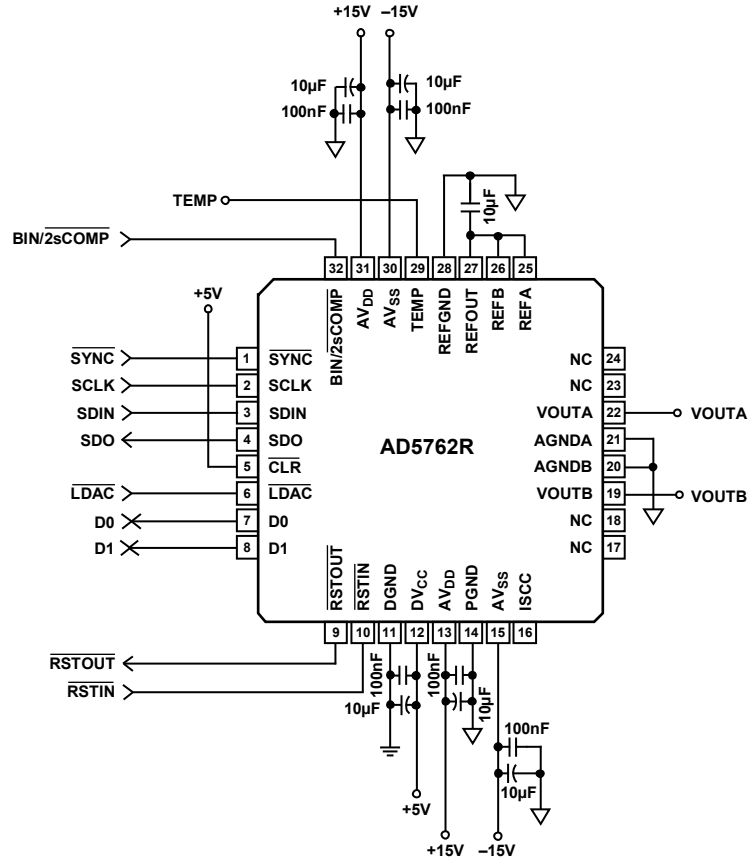 +15V –15V
10µF 10µF
100nF 100nF
TEMP
10µF
BIN/2sCOMP
32 31 30 29 28 27 26 25
+5V
BIN/2sCOMP AVDD AVSS TEMP REFGND REFOUT REFB REFA
SYNC 1 SYNC NC 24
SCLK 2 SCLK NC 23
SDIN 3 SDIN VOUTA 22 VOUTA
SDO 4 SDO AGNDA 21
AD5762R
5 CLR AGNDB 20
LDAC 6 LDAC VOUTB 19 VOUTB
D0 7 D0 NC 18
D1 8 D1 NC 17
RSTOUT RSTIN DGND DVCC AVDD PGND AVSS ISCC
9 10 11 12 13 14 15 16
RSTOUT
RSTIN
100nF 100nF
10µF 10µF
100nF
10µF
+5V
+15V –15V